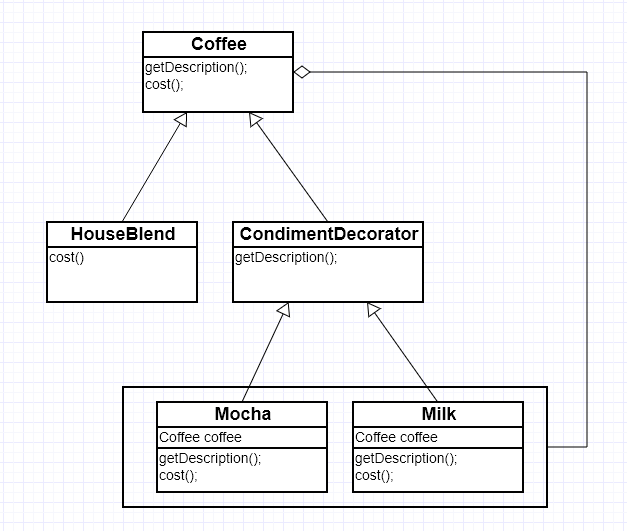 Coffee
getDescription();
cost();
HouseBlend
cost()
CondimentDecorator
getDescription();
Mocha
Coffee coffee
getDescription();
cost();
Milk
Coffee coffee
getDescription();
cost();